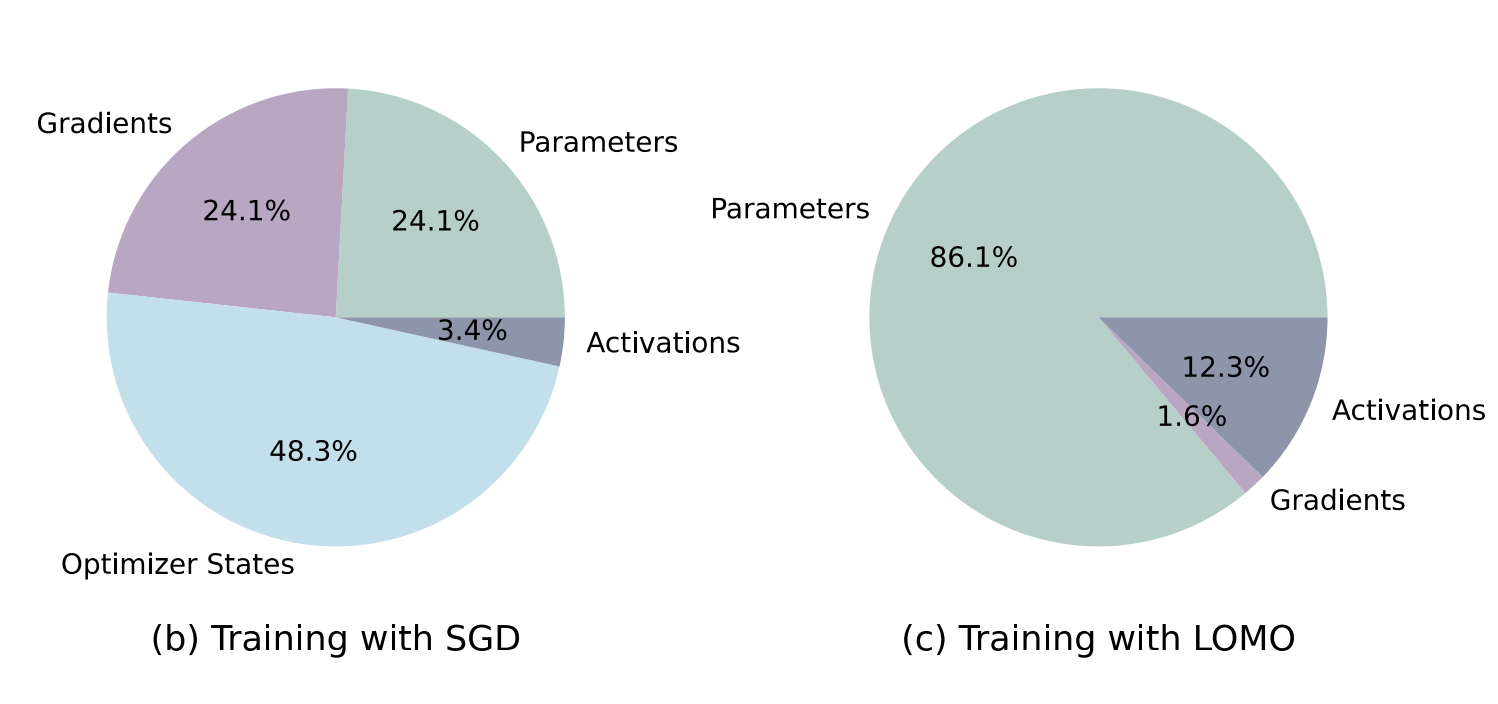 Gradients
Parameters
24.1%
24.1%
3.4%
Activations
48.3%
Optimizer States
(b) Training with SGD
Parameters
86.1%
12.3%
1.6%
Activations
Gradients
(c) Training with LOMO